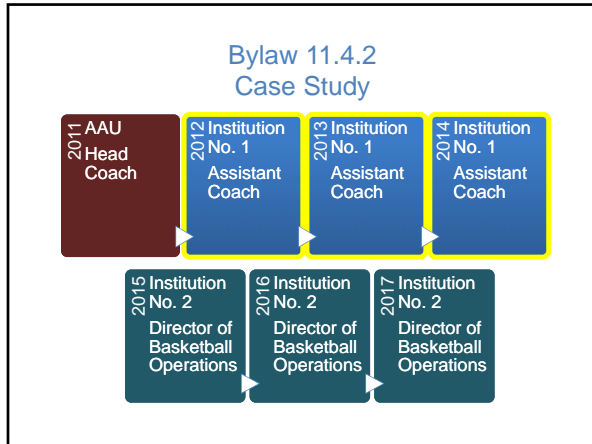 Bylaw 11.4.2
Case Study
2011
AAU
Head
Coach
2012
Institution
No. 1
Assistant
Coach
2013
Institution
No. 1
Assistant
Coach
2014
Institution
No. 1
Assistant
Coach
2015
Institution
No. 2
Director of
Basketball
Operations
2016
Institution
No. 2
Director of
Basketball
Operations
2017
Institution
No. 2
Director of
Basketball
Operations